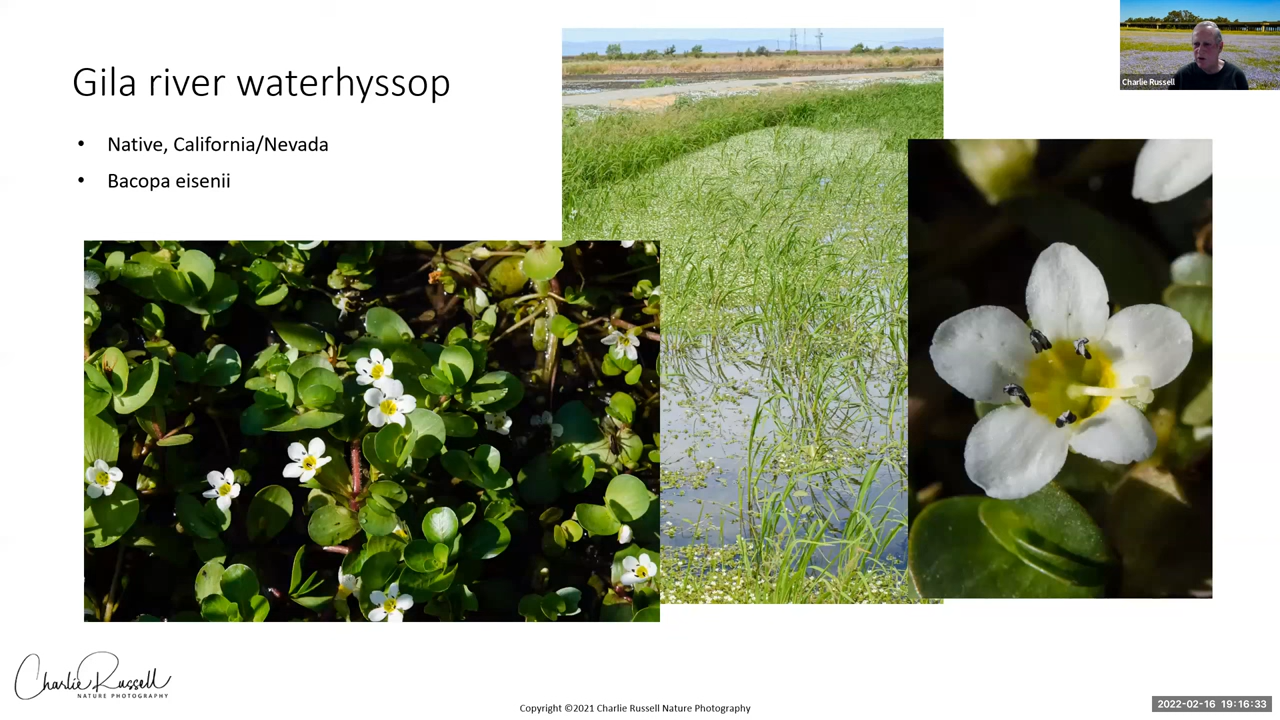 Gila river waterhyssop
• Native, California/Nevada
• Bacopa eisenii
Charlie Russell
Charlie Russell
NATURE PHOTOGRAPHY
Copyright ©2021 Charlie Russell Nature Photography
2022-02-16 19:16:33